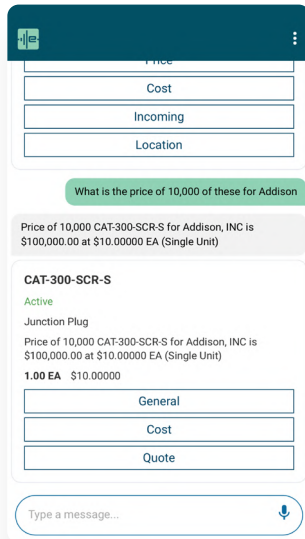 Price
Cost
Incoming
Location
What is the price of 10,000 of these for Addison
Price of 10,000 CAT-300-SCR-S for Addison, INC is
$100,000.00 at $10.00000 EA (Single Unit)
CAT-300-SCR-S
Active
Junction Plug
Price of 10,000 CAT-300-SCR-S for Addison, INC is
$100,000.00 at $10.00000 EA (Single Unit)
1.00 EA $10.00000
General
Cost
Quote
Type a message...